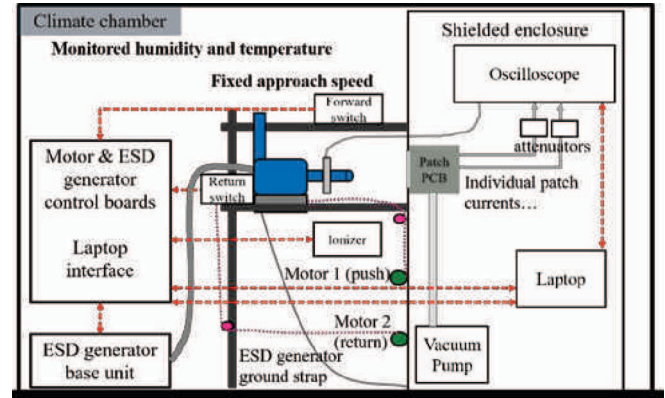 Climate chamber
Monitored humidity and temperature
Fixed approach speed
Forward
switch
Shielded enclosure
Oscilloscope
attenuators
Patch
PCB
Individual patch
currents…
Motor & ESD
generator
control boards
Laptop
interface
Return
switch
Ionizer
Motor 1 (push)
Laptop
Motor 2
(return)
ESD generator
base unit
ESD generator
ground strap
Vacuum
Pump